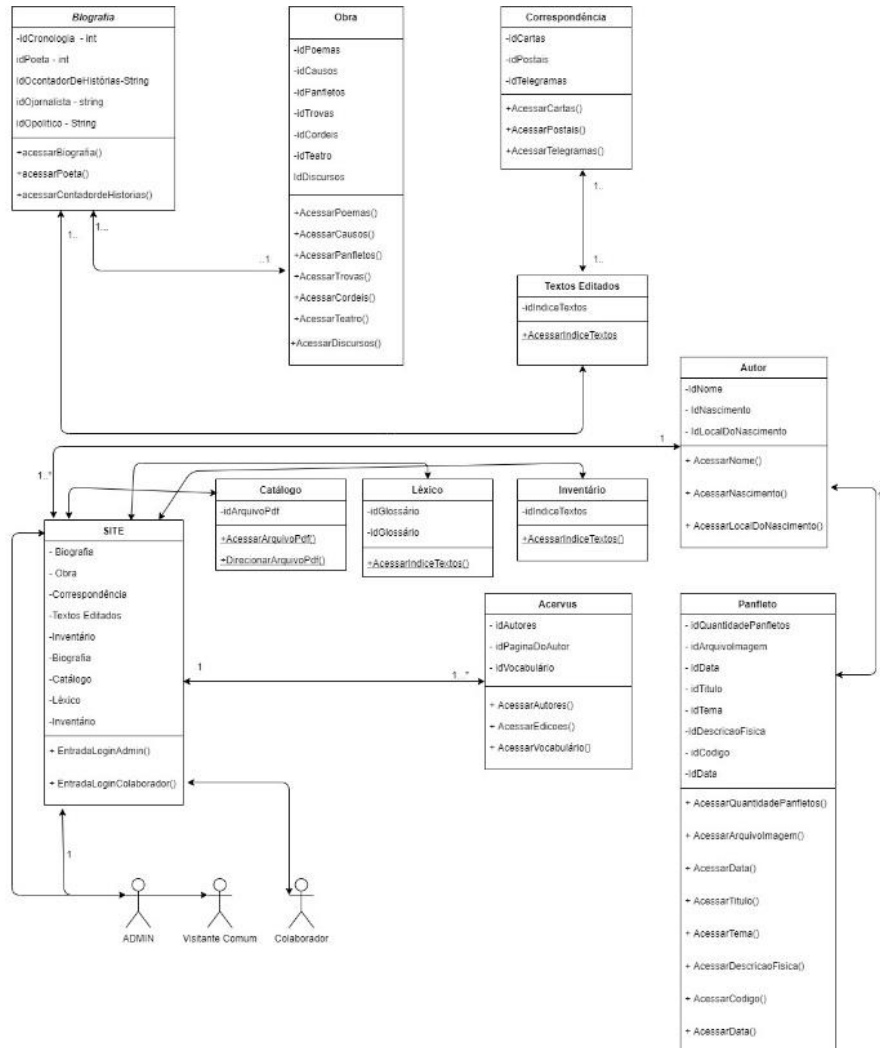 Biografia
-IdCronologia - Int
idPoeta - int
IdOcontadorDeHistórias-String
idOjornalista - string
idOpolitico - String
+acessarBiografia()
+acessarPoeta()
+acessarContadordeHistorias()
Obra
-idPoemas
-idCausos
-idPanfletos
-idTrovas
-idCordeis
-idTeatro
IdDiscursos
+AcessarPoemas()
+AcessarCausos()
+AcessarPanfletos()
+AcessarTrovas()
+AcessarCordeis()
+AcessarTeatro()
+AcessarDiscursos()
Correspondência
-idCartas
-idPostais
-idTelegramas
+AcessarCartas()
+AcessarPostais()
+AcessarTelegramas()
1..
1...
..1
1..
1..
Textos Editados
-idIndiceTextos
+AcessarIndiceTextos
Autor
-IdNome
- IdNascimento
- IdLocalDoNascimento
+ AcessarNome()
+ AcessarNascimento()
+ AcessarLocalDoNascimento()
1
1..*
Catálogo
-idArquivoPdf
+AcessarArquivoPdf()
+DirecionarArquivoPdf()
Léxico
-idGlossário
-idGlossário
+AcessarIndiceTextos()
Inventário
-idIndiceTextos
+AcessarIndiceTextos()
SITE
- Biografia
- Obra
-Correspondência
-Textos Editados
-Inventário
-Biografia
-Catálogo
-Léxico
-Inventário
+ EntradaLoginAdmin()
+ EntradaLoginColaborador()
1
1..*
Acervus
- idAutores
- idPaginaDoAutor
- idVocabulário
+ AcessarAutores()
+AcessarEdicoes()
+ AcessarVocabulário()
Panfleto
- idQuantidadePanfletos
- idArquivoImagem
- idData
- idTitulo
- idTema
-IdDescricaoFisica
- idCodigo
-IdData
+ AcessarQuantidadePanfletos()
+ AcessarArquivoImagem()
+ AcessarData()
+ AcessarTitulo()
+ AcessarTema()
+ AcessarDescricaoFisica()
+ AcessarCodigo()
+ AcessarData()
1
ADMIN
Visitante Comum
Colaborador